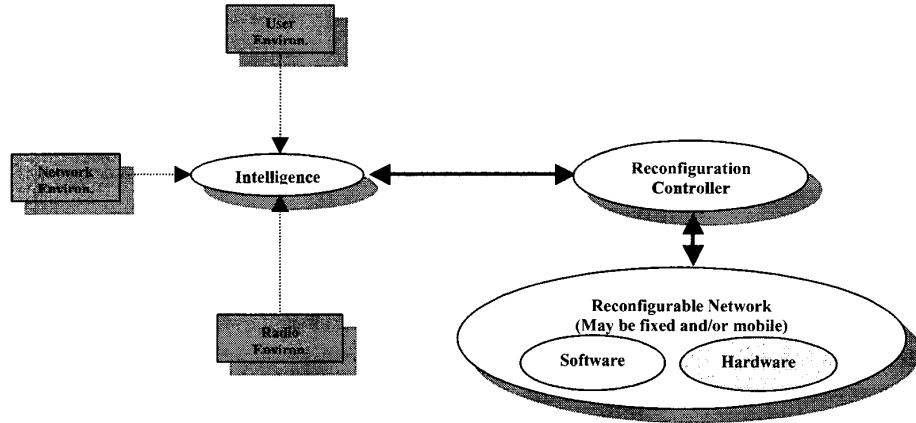 User
Environ.
Network
Environ.
Intelligence
Reconfiguration
Controller
Reconfigurable Network
(May be fixed and/or mobile)
Software
Hardware
Radio
Environ.